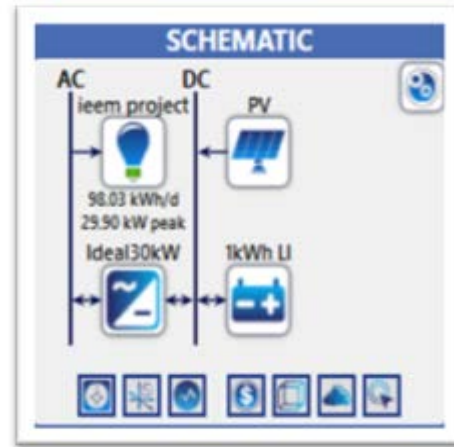 SCHEMATIC
AC DC
ieem project PV
98.03 kWh/d
29.90 kW peak
Ideal30kW 1kWh LI